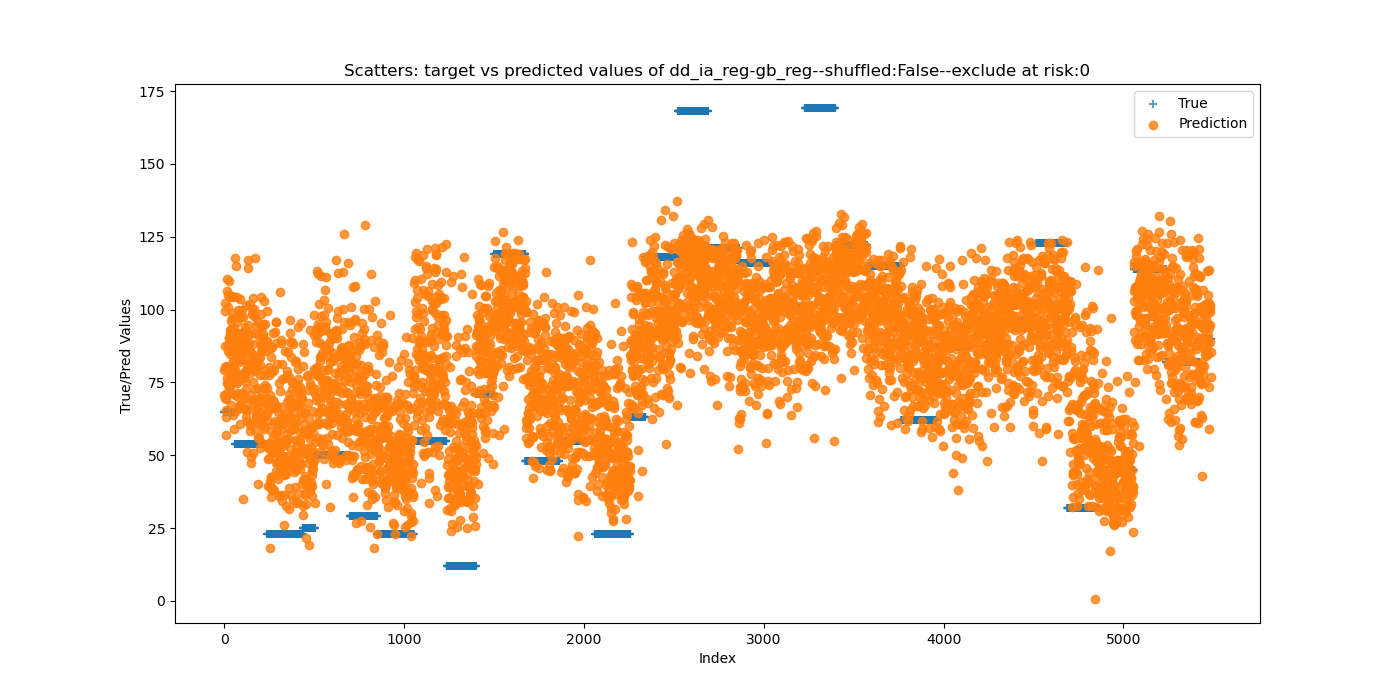 Scatters: target vs predicted values of dd_ia_reg-gb_reg--shuffled:False--exclude at risk:0
True
Prediction
175
150
125
100
75
50
25
0
True/Pred Values
0
1000
2000
3000
4000
5000
Index